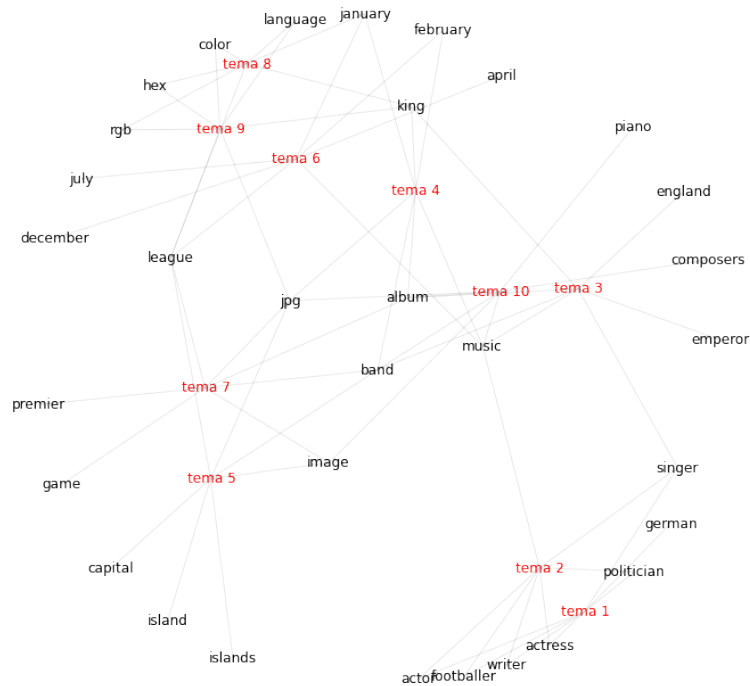 january
language
february
color
tema 8
april
hex
king
piano
rgb
tema 9
tema 6
july
tema 4
england
december
league
composers
tema 3
tema 10
album
jpg
emperor
music
band
tema 7
premier
image
singer
tema 5
game
german
capital
tema 2
politician
tema 1
island
actress
islands
writer
footballer
actor